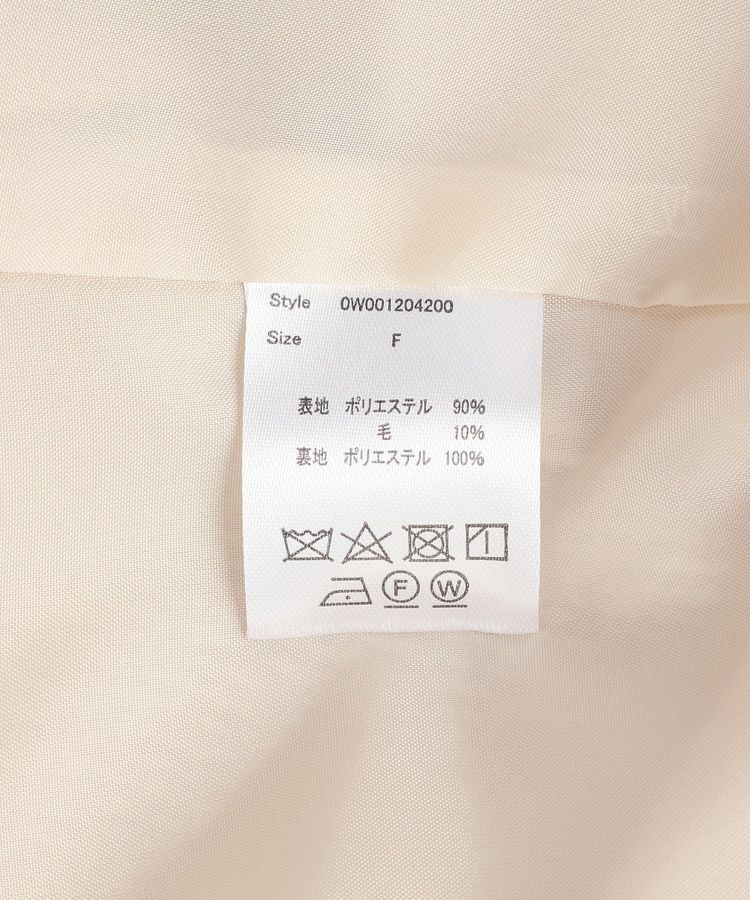 Style 0W001204200
Size F
表地 ポリエステル 90%
毛 10%
裏地 ポリエステル 100%
F W